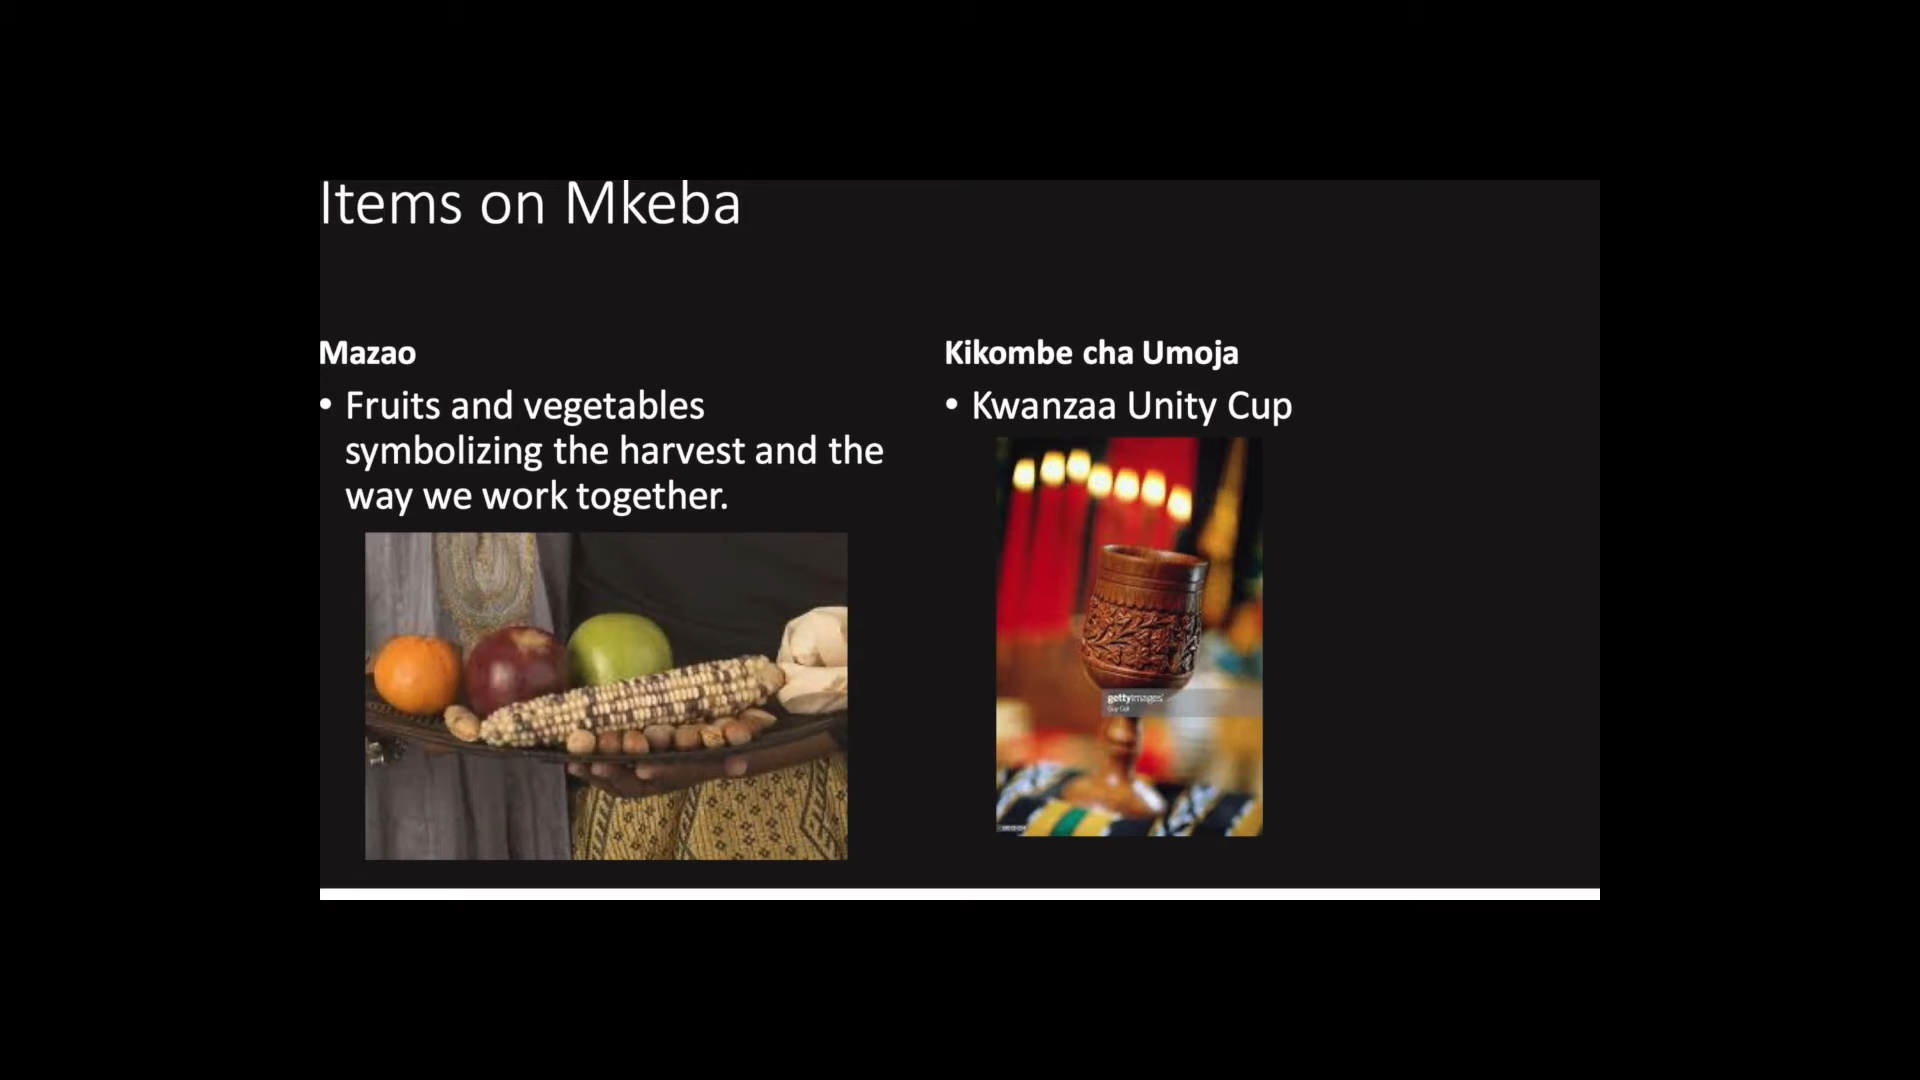 Items on Mkeba
Mazao
• Fruits and vegetables
symbolizing the harvest and the
way we work together.
Kikombe cha Umoja
• Kwanzaa Unity Cup
gettyimages